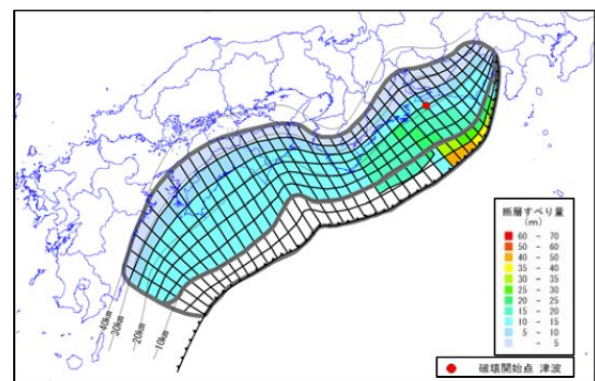 断層すべり量
（m）
60 － 70
50 － 60
40 － 50
35 － 40
30 － 35
25 － 30
20 － 25
15 － 20
10 － 15
5 － 10
－ 5
-40km
-30km
-20km
-10km
破壊開始点 津波